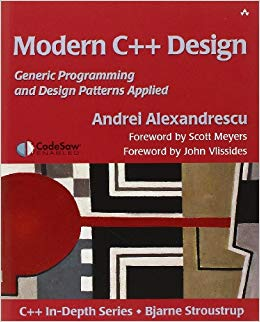 Modern C++ Design
Generic Programming
and Design Patterns Applied
Andrei Alexandrescu
Foreword by Scott Meyers
Foreword by John Vlissides
CodeSaw
ENABLED
C++ In-Depth Series • Bjarne Stroustrup